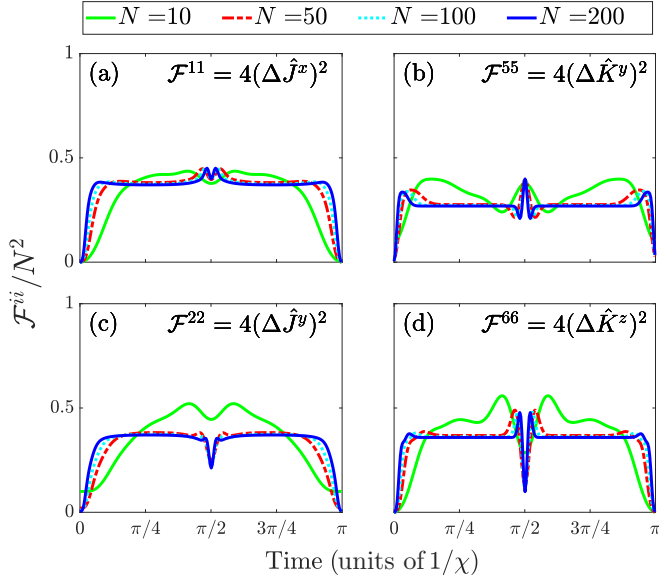 N =10 N =50 N =100 N =200
1
(a) ℱ¹¹ = 4(ΔĴˣ)²
0.5
0
(b) ℱ⁵⁵ = 4(ΔK̂ʸ)²
ℱⁱⁱ/N²
1
(c) ℱ²² = 4(ΔĴʸ)²
0.5
0
0 π/4 π/2 3π/4 π
(d) ℱ⁶⁶ = 4(ΔK̂ᶻ)²
0 π/4 π/2 3π/4 π
Time (units of 1/χ)